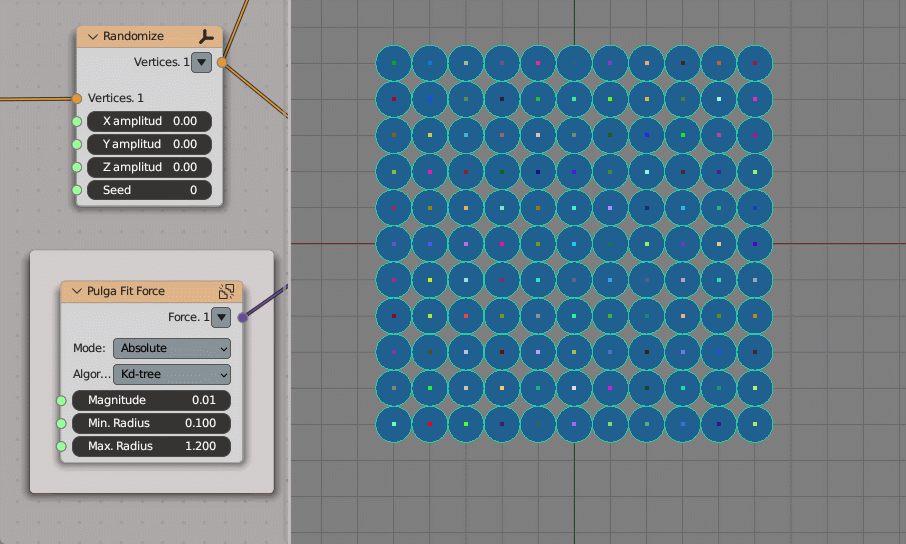 Randomize
Vertices. 1
Vertices. 1
X amplitud 0.00
Y amplitud 0.00
Z amplitud 0.00
Seed 0
Pulga Fit Force
Force. 1
Mode: Absolute
Algor... Kd-tree
Magnitude 0.01
Min. Radius 0.100
Max. Radius 1.200